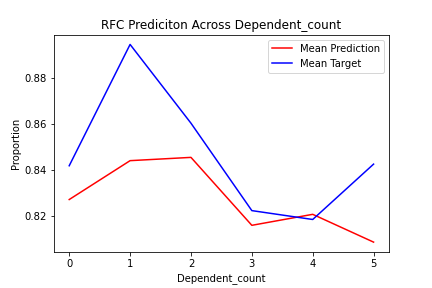 RFC Prediciton Across Dependent_count
Mean Prediction
Mean Target
Proportion
0.88
0.86
0.84
0.82
0 1 2 3 4 5
Dependent_count